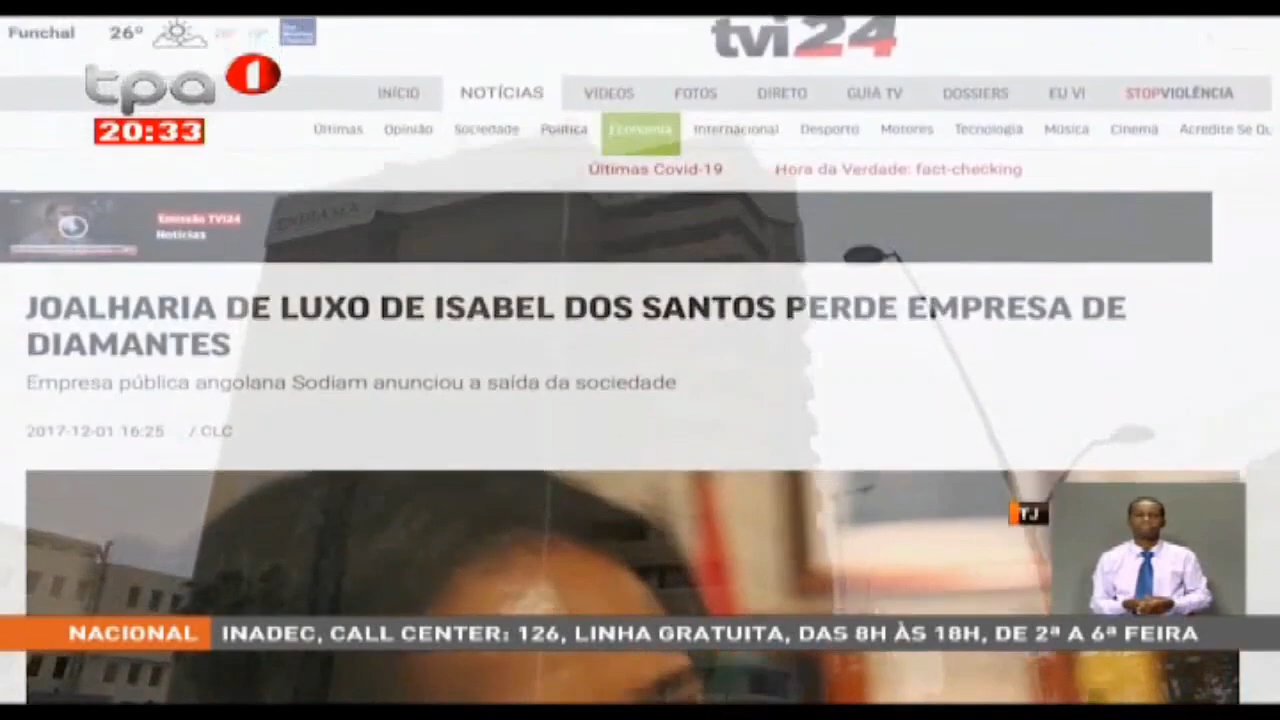 Funchal 26º
tvi24
tpa 1
20:33
INÍCIO NOTÍCIAS VÍDEOS FOTOS DIRETO GUIA TV DOSSIERS EU VI STOPVIOLÊNCIA
Últimas Opinião Sociedade Política Economia Internacional Desporto Motores Tecnologia Música Cinema Acredite Se Qu
Últimas Covid-19 Hora da Verdade: fact-checking
Emissão TVI24
Notícias
ENDIAMA
JOALHARIA DE LUXO DE ISABEL DOS SANTOS PERDE EMPRESA DE
DIAMANTES
Empresa pública angolana Sodiam anunciou a saída da sociedade
2017-12-01 16:25 / CLC
TJ
NACIONAL INADEC, CALL CENTER: 126, LINHA GRATUITA, DAS 8H ÀS 18H, DE 2ª A 6ª FEIRA